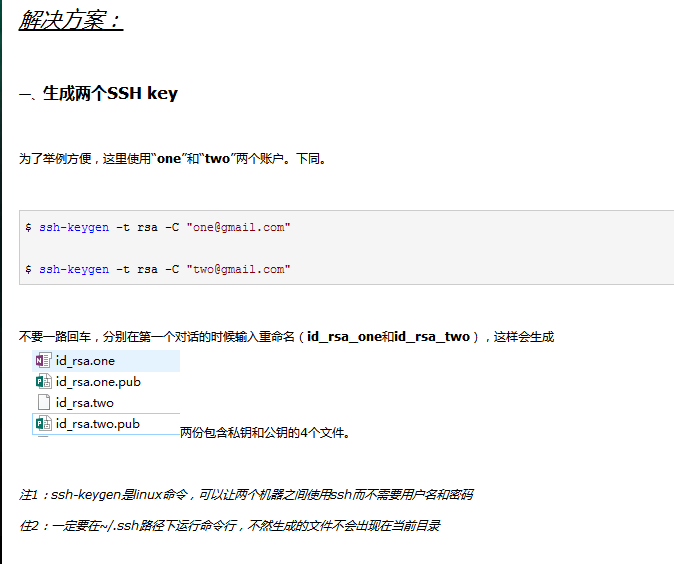 解决方案：
一、生成两个SSH key
为了举例方便，这里使用“one”和“two”两个账户。下同。
$ ssh-keygen -t rsa -C "one@gmail.com"
$ ssh-keygen -t rsa -C "two@gmail.com"
不要一路回车，分别在第一个对话的时候输入重命名（id_rsa_one和id_rsa_two），这样会生成
id_rsa.one
id_rsa.one.pub
id_rsa.two
id_rsa.two.pub
两份包含私钥和公钥的4个文件。
注1：ssh-keygen是linux命令，可以让两个机器之间使用ssh而不需要用户名和密码
住2：一定要在~/.ssh路径下运行命令行，不然生成的文件不会出现在当前目录